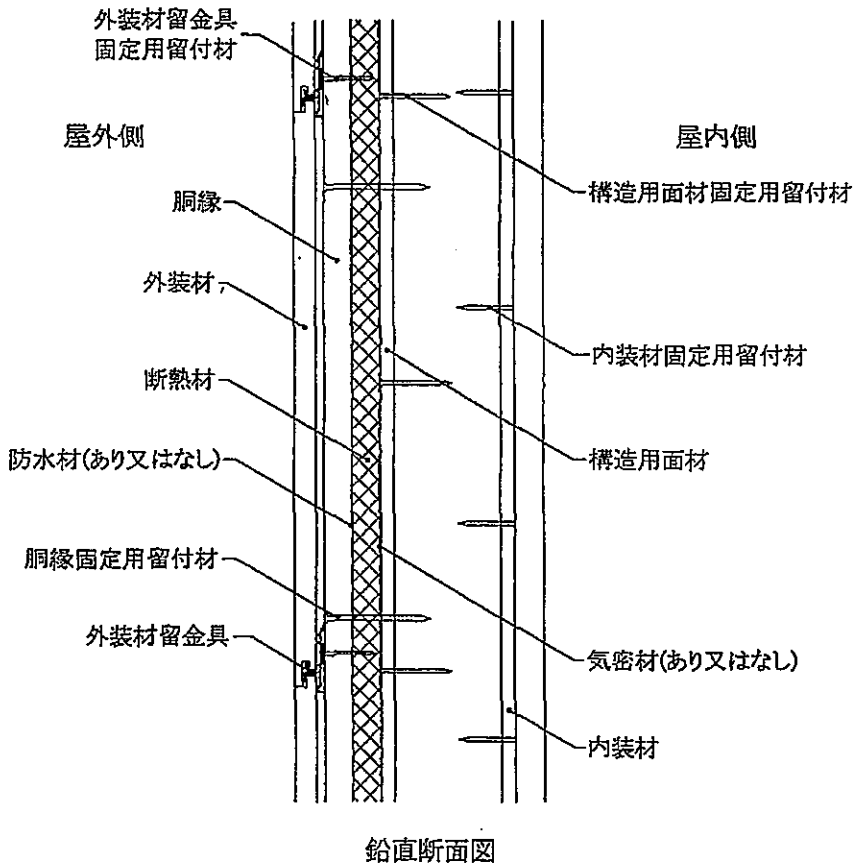 外装材留金具
固定用留付材
屋外側
屋内側
構造用面材固定用留付材
胴縁
外装材
内装材固定用留付材
断熱材
防水材(あり又はなし)
構造用面材
胴縁固定用留付材
外装材留金具
気密材(あり又はなし)
内装材
鉛直断面図